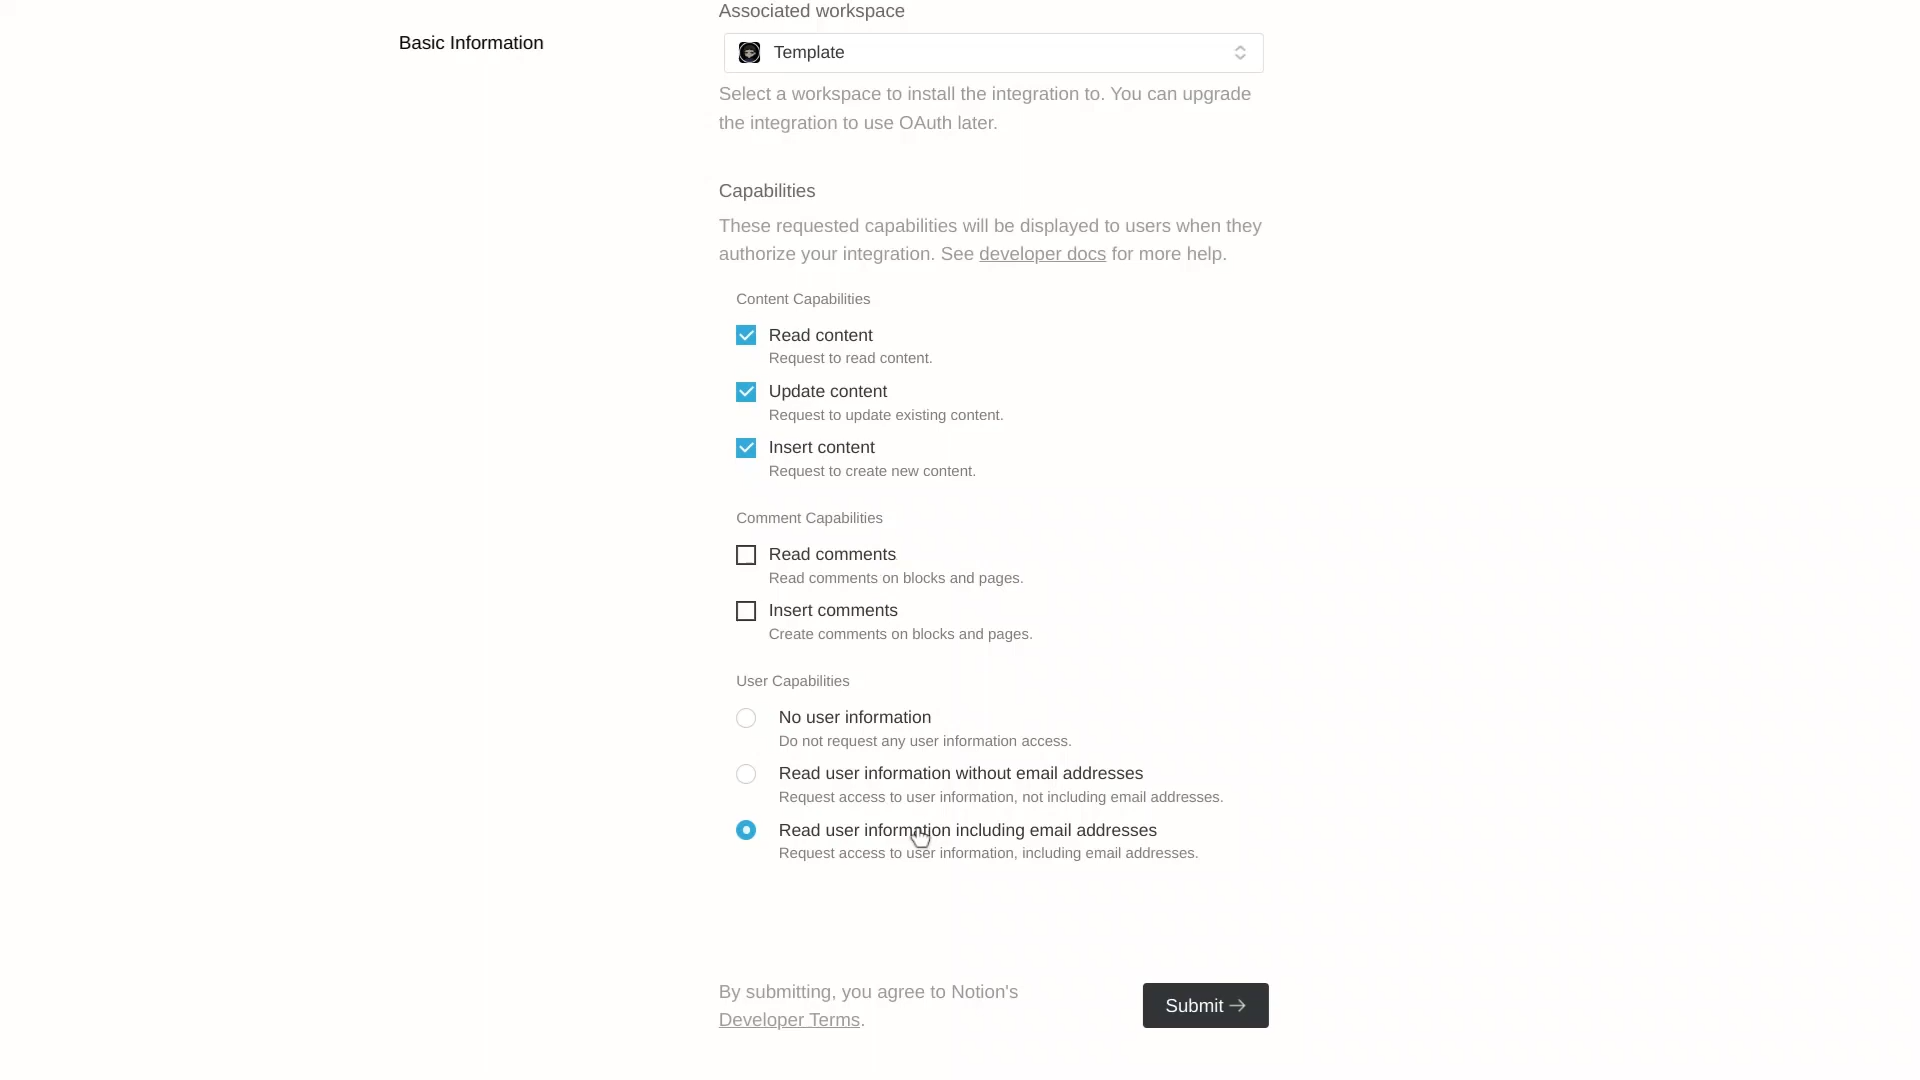 Associated workspace
Basic Information
Template
Select a workspace to install the integration to. You can upgrade
the integration to use OAuth later.
Capabilities
These requested capabilities will be displayed to users when they
authorize your integration. See developer docs for more help.
Content Capabilities
Read content
Request to read content.
Update content
Request to update existing content.
Insert content
Request to create new content.
Comment Capabilities
Read comments
Read comments on blocks and pages.
Insert comments
Create comments on blocks and pages.
User Capabilities
No user information
Do not request any user information access.
Read user information without email addresses
Request access to user information, not including email addresses.
Read user information including email addresses
Request access to user information, including email addresses.
By submitting, you agree to Notion's
Developer Terms.
Submit →